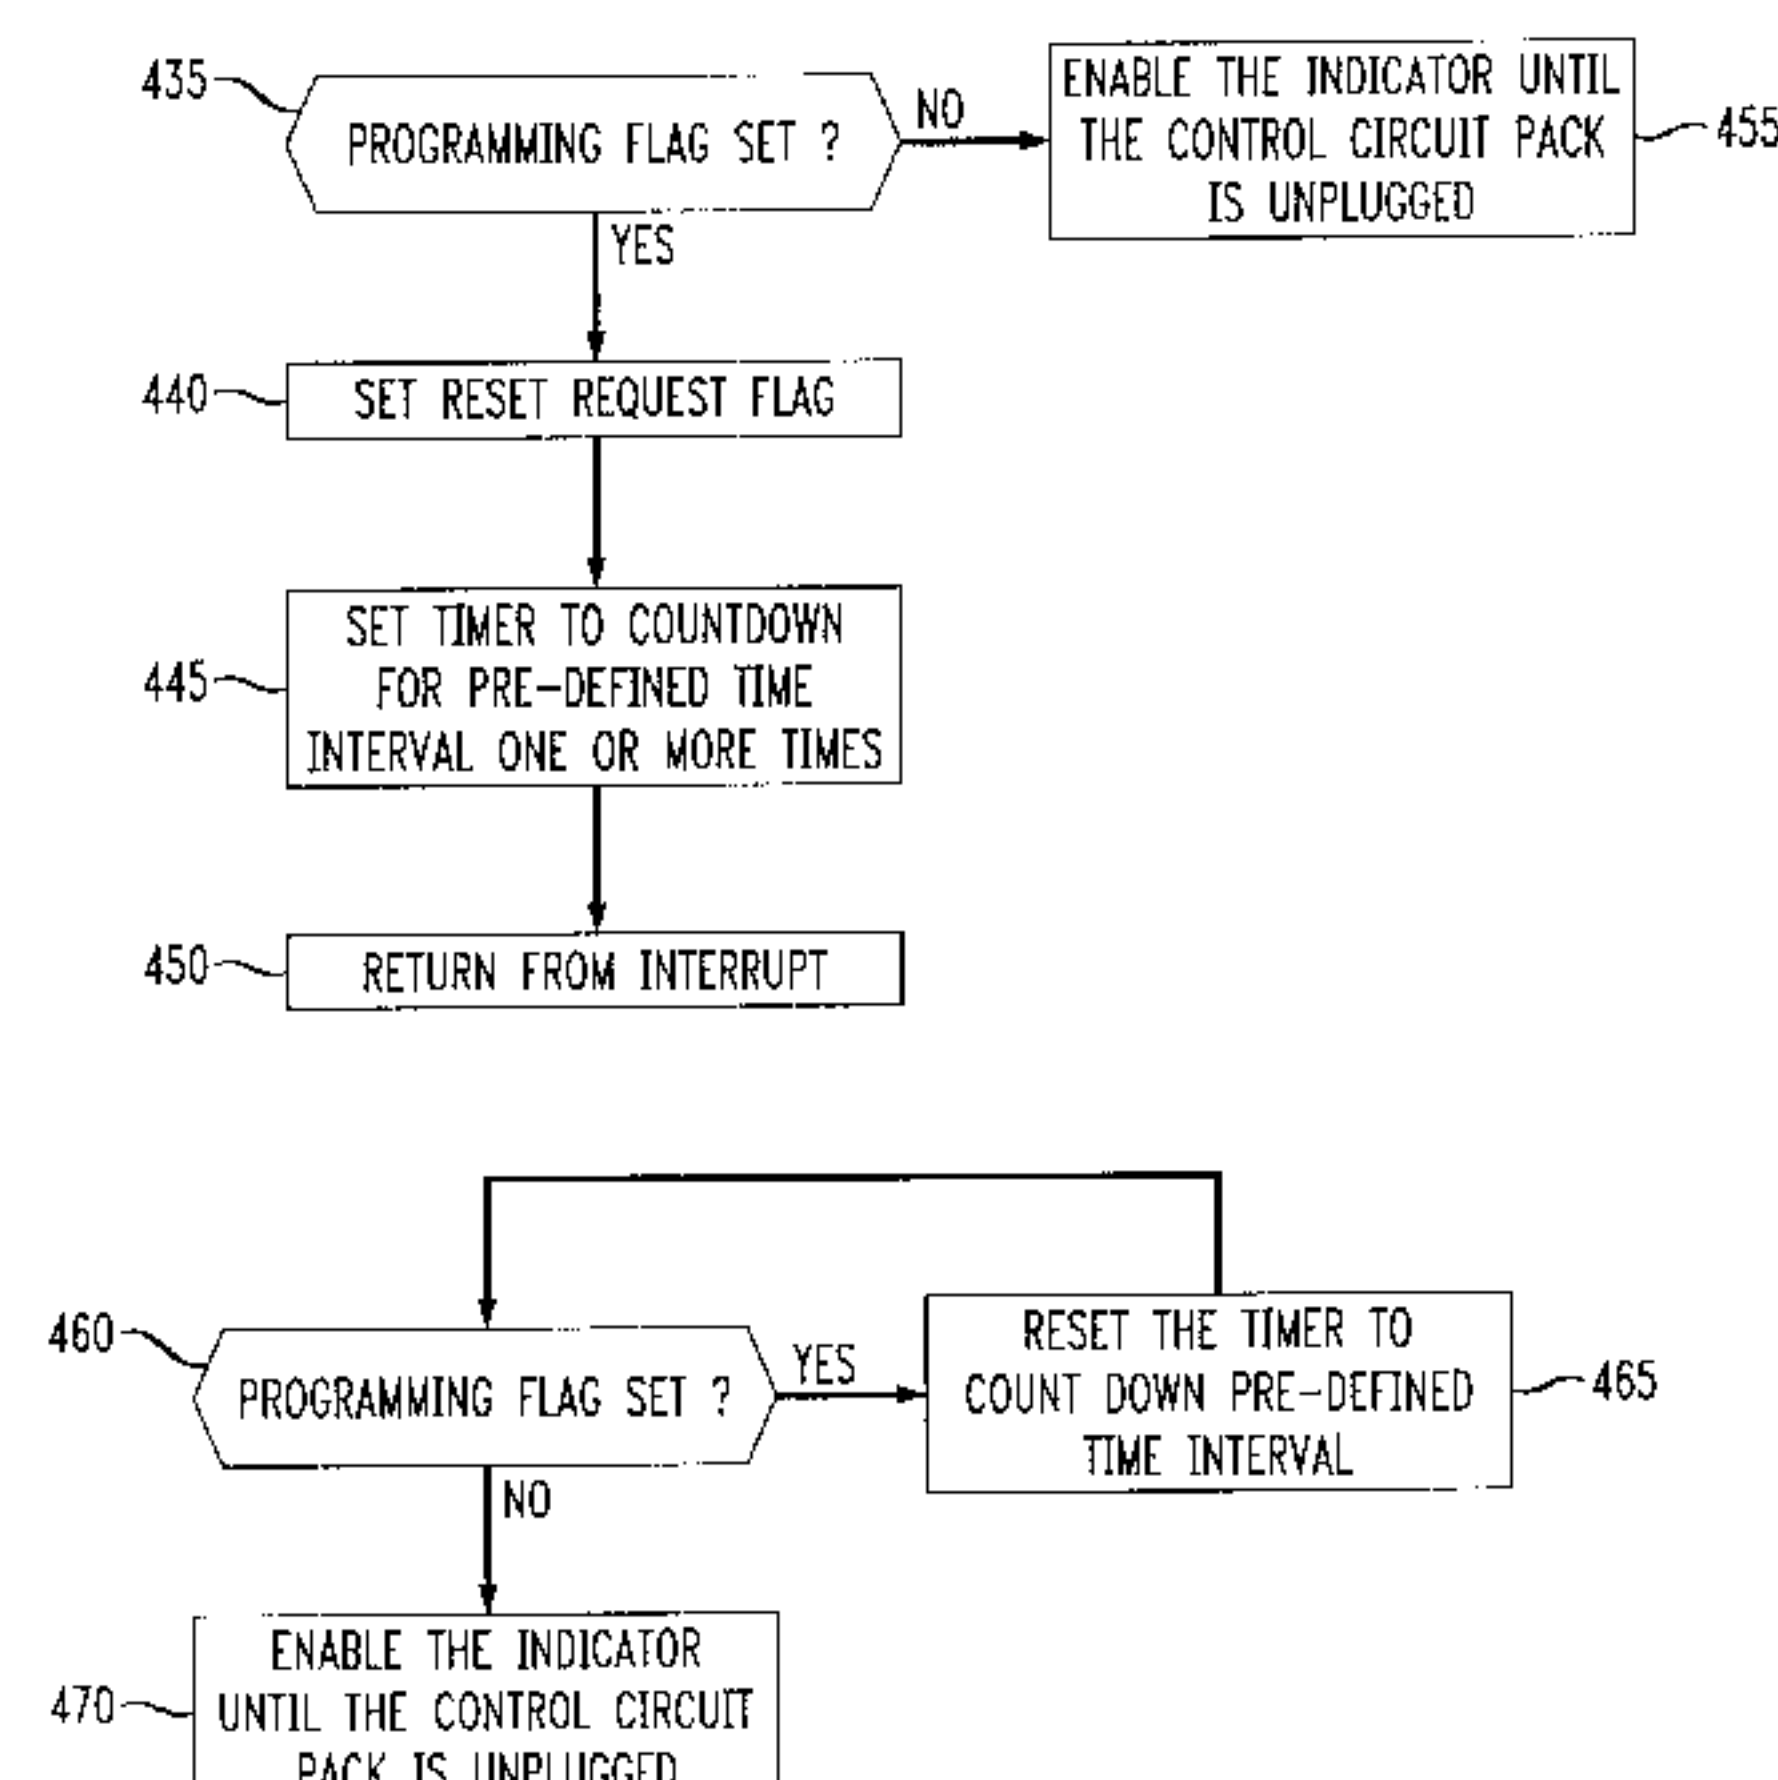 435
PROGRAMMING FLAG SET ?
NO
ENABLE THE INDICATOR UNTIL
THE CONTROL CIRCUIT PACK
IS UNPLUGGED
455
YES
440
SET RESET REQUEST FLAG
445
SET TIMER TO COUNTDOWN
FOR PRE-DEFINED TIME
INTERVAL ONE OR MORE TIMES
450
RETURN FROM INTERRUPT
460
PROGRAMMING FLAG SET ?
YES
RESET THE TIMER TO
COUNT DOWN PRE-DEFINED
TIME INTERVAL
465
NO
470
ENABLE THE INDICATOR
UNTIL THE CONTROL CIRCUIT
PACK IS UNPLUGGED